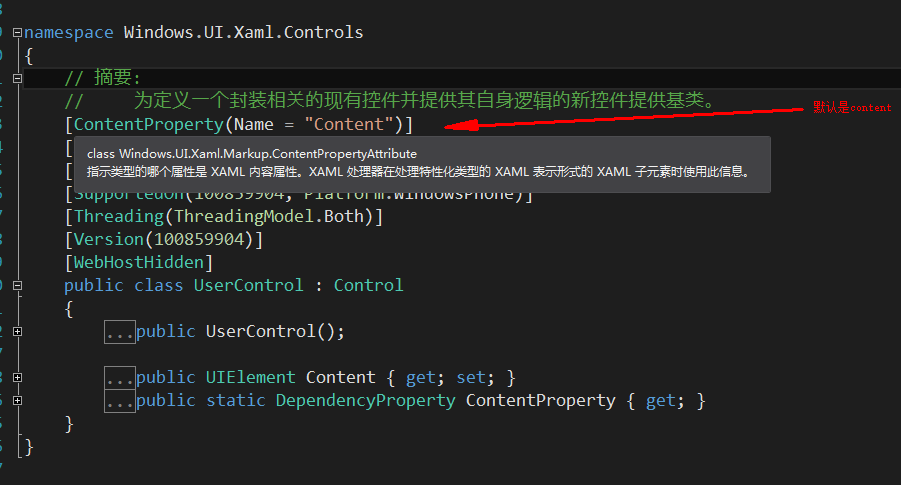 namespace Windows.UI.Xaml.Controls
{
// 摘要:
// 为定义一个封装相关的现有控件并提供其自身逻辑的新控件提供基类。
[ContentProperty(Name = "Content")]
默认是content
[
class Windows.UI.Xaml.Markup.ContentPropertyAttribute
[
指示类型的哪个属性是 XAML 内容属性。XAML 处理器在处理特性化类型的 XAML 表示形式的 XAML 子元素时使用此信息。
[SupportedOn(100859904, Platform.WindowsPhone)]
[Threading(ThreadingModel.Both)]
[Version(100859904)]
[WebHostHidden]
public class UserControl : Control
{
...public UserControl();
...public UIElement Content { get; set; }
...public static DependencyProperty ContentProperty { get; }
}
}